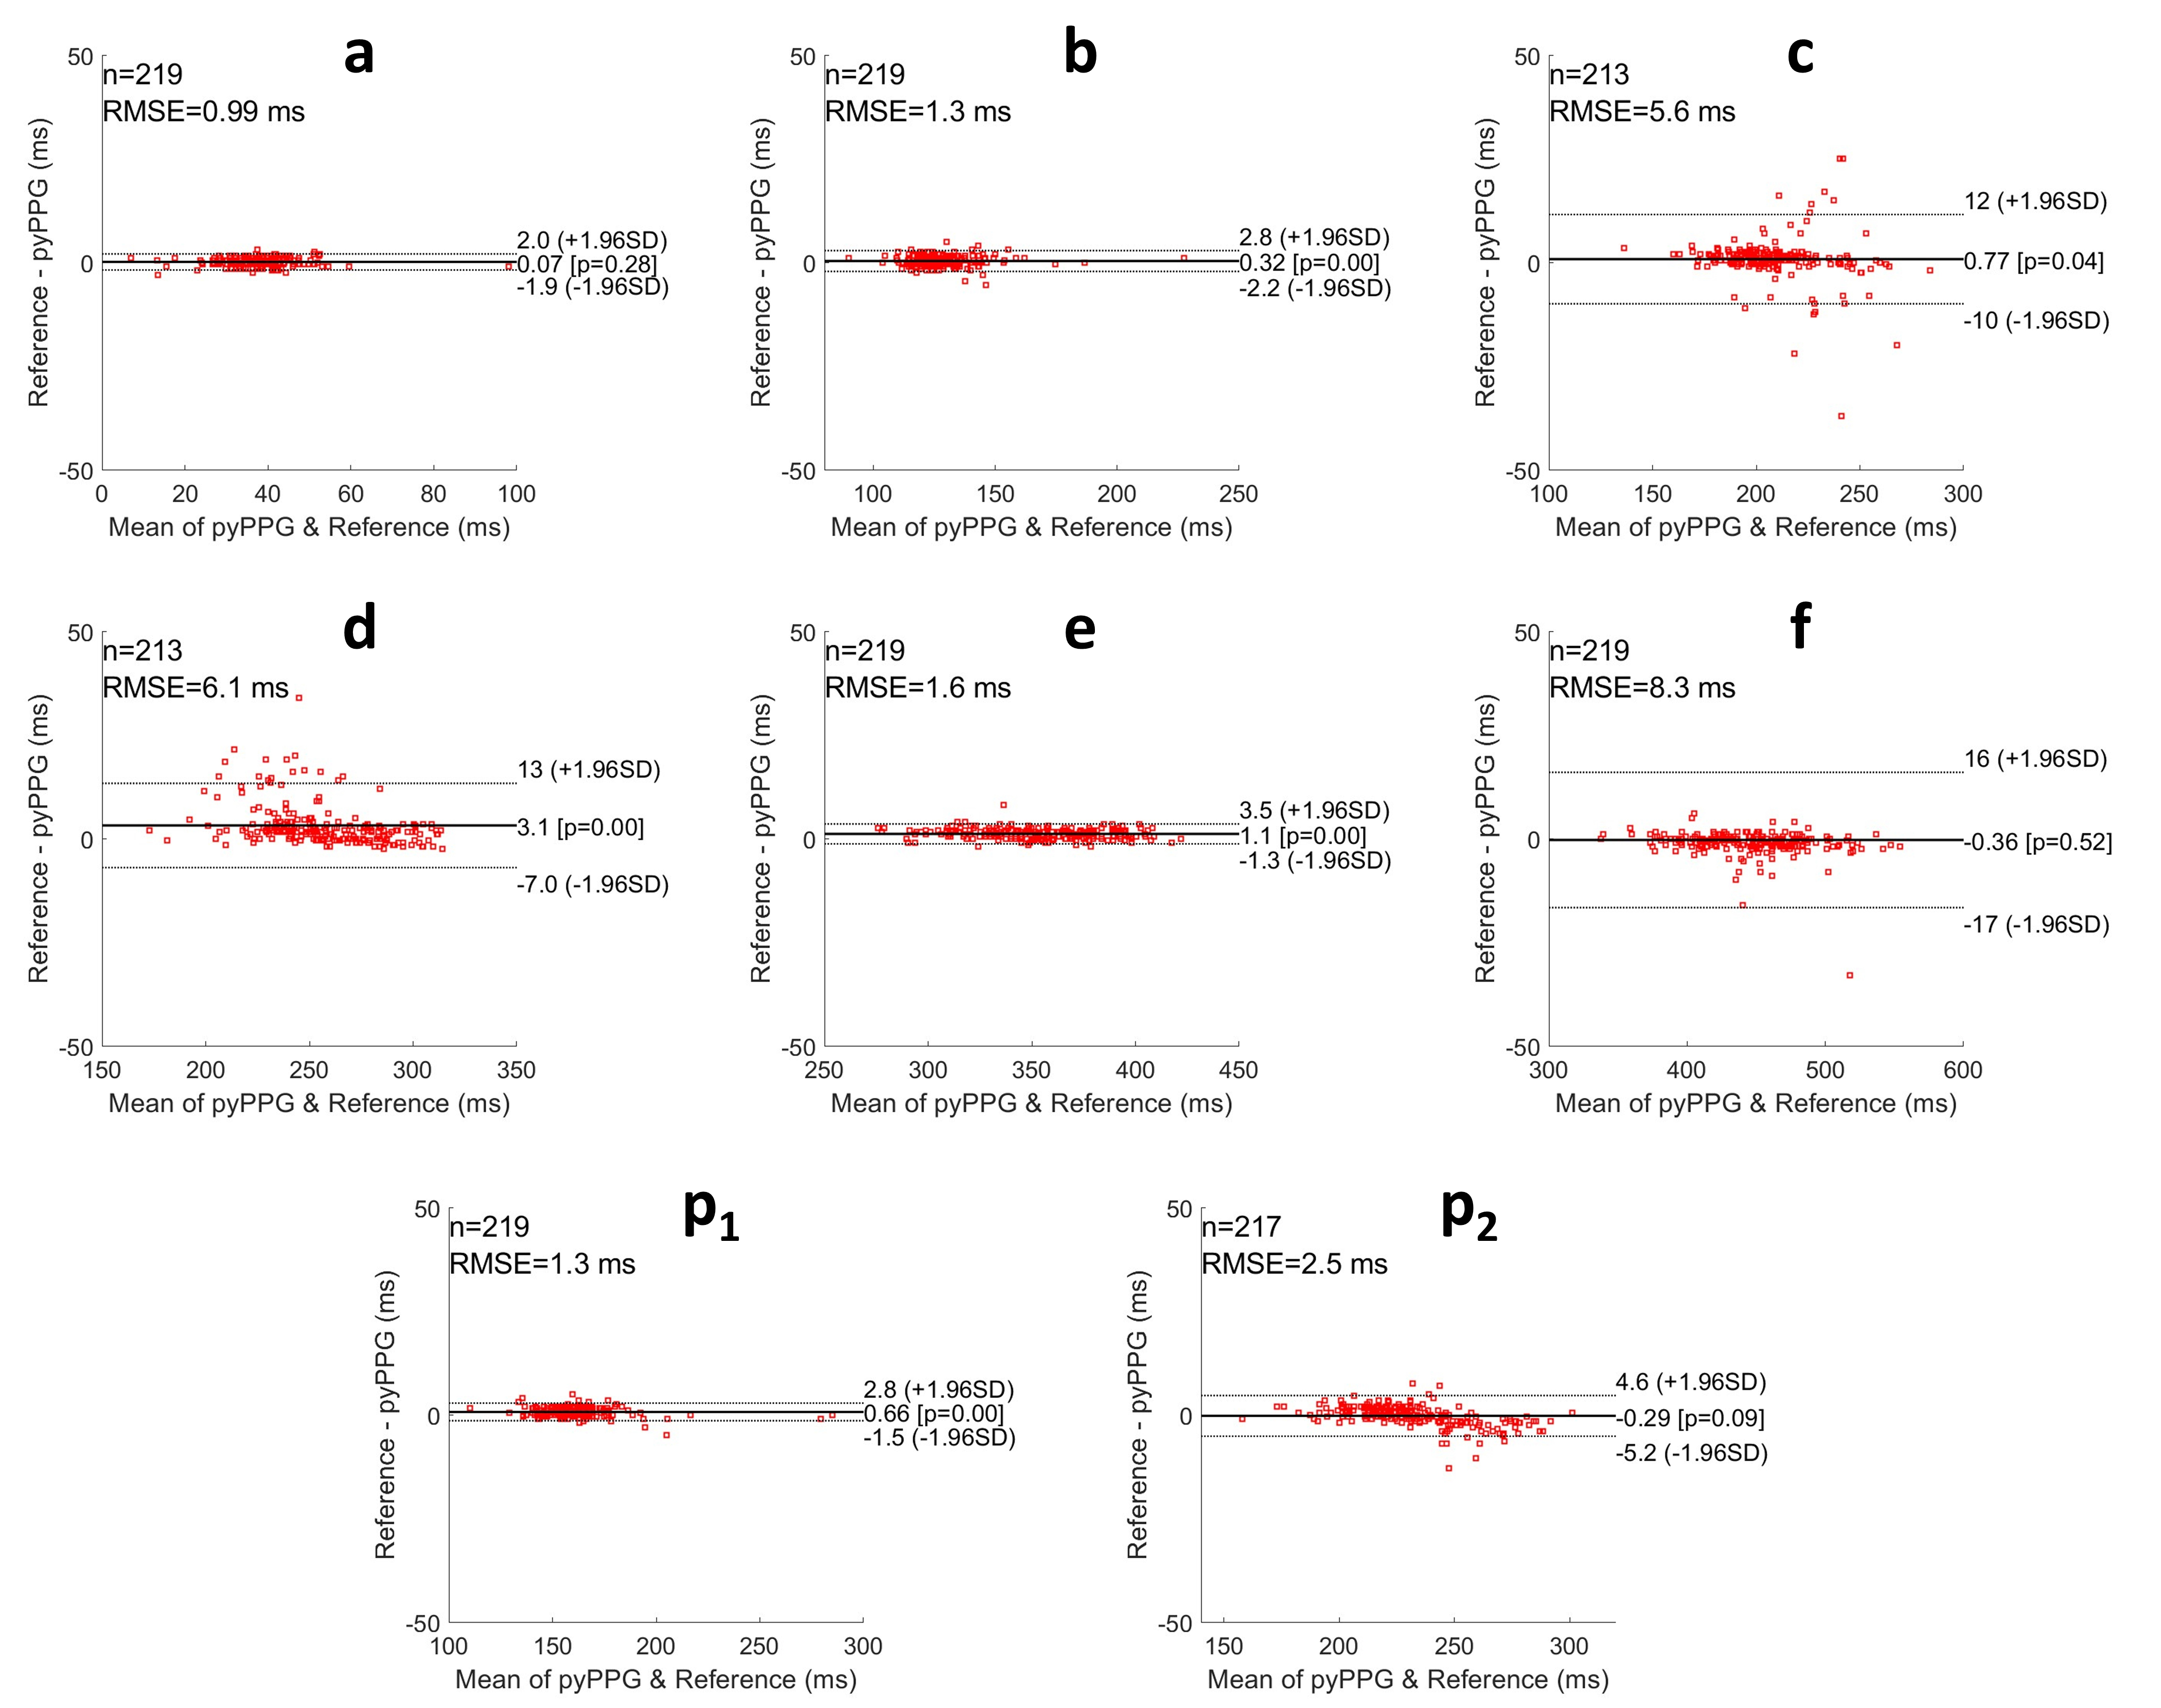 a
50
n=219
RMSE=0.99 ms
Reference - pyPPG (ms)
2.0 (+1.96SD)
0
0.07 [p=0.28]
-1.9 (-1.96SD)
-50
0 20 40 60 80 100
Mean of pyPPG & Reference (ms)
b
50
n=219
RMSE=1.3 ms
Reference - pyPPG (ms)
2.8 (+1.96SD)
0
0.32 [p=0.00]
-2.2 (-1.96SD)
-50
100 150 200 250
Mean of pyPPG & Reference (ms)
c
50
n=213
RMSE=5.6 ms
Reference - pyPPG (ms)
12 (+1.96SD)
0
0.77 [p=0.04]
-10 (-1.96SD)
-50
100 150 200 250 300
Mean of pyPPG & Reference (ms)
d
50
n=213
RMSE=6.1 ms
Reference - pyPPG (ms)
13 (+1.96SD)
0
3.1 [p=0.00]
-7.0 (-1.96SD)
-50
150 200 250 300 350
Mean of pyPPG & Reference (ms)
e
50
n=219
RMSE=1.6 ms
Reference - pyPPG (ms)
3.5 (+1.96SD)
0
1.1 [p=0.00]
-1.3 (-1.96SD)
-50
250 300 350 400 450
Mean of pyPPG & Reference (ms)
f
50
n=219
RMSE=8.3 ms
Reference - pyPPG (ms)
16 (+1.96SD)
0
-0.36 [p=0.52]
-17 (-1.96SD)
-50
300 400 500 600
Mean of pyPPG & Reference (ms)
p1
50
n=219
RMSE=1.3 ms
Reference - pyPPG (ms)
2.8 (+1.96SD)
0
0.66 [p=0.00]
-1.5 (-1.96SD)
-50
100 150 200 250 300
Mean of pyPPG & Reference (ms)
p2
50
n=217
RMSE=2.5 ms
Reference - pyPPG (ms)
4.6 (+1.96SD)
0
-0.29 [p=0.09]
-5.2 (-1.96SD)
-50
150 200 250 300
Mean of pyPPG & Reference (ms)